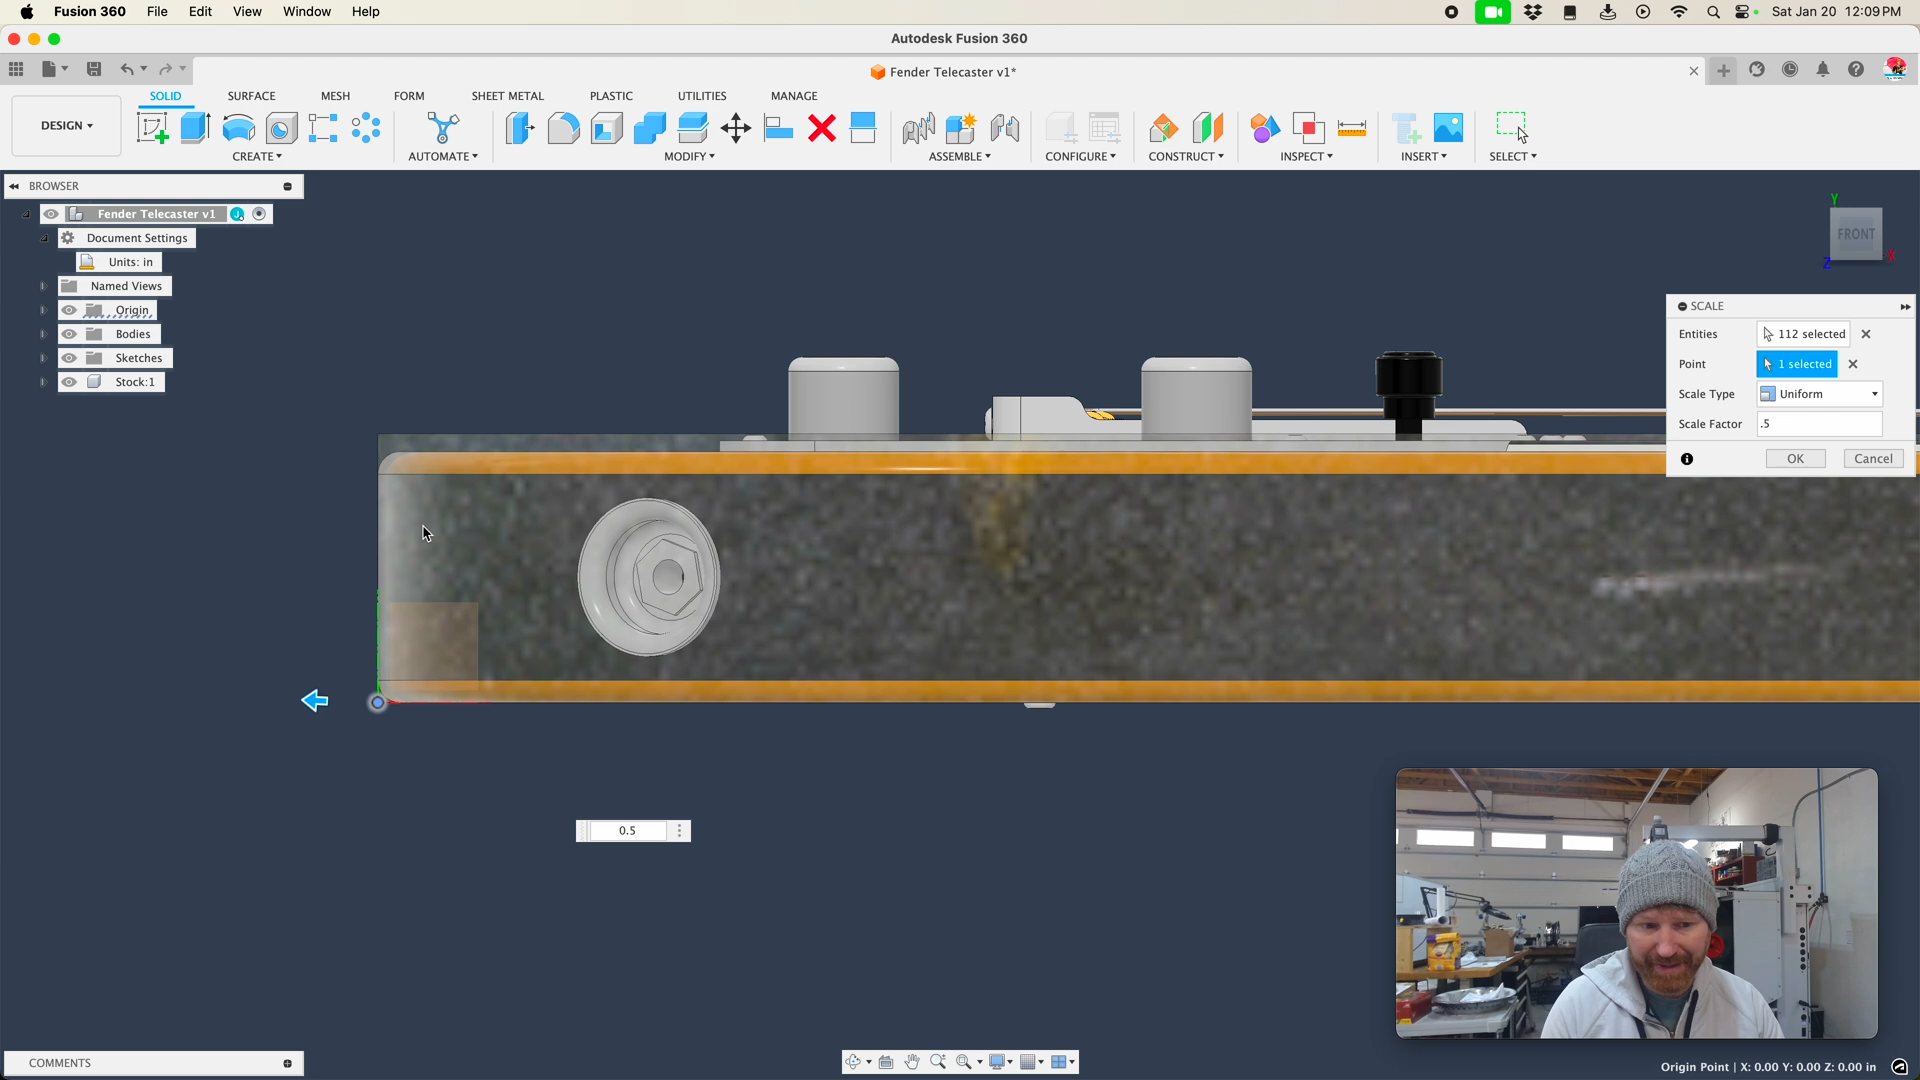 Fusion 360 File Edit View Window Help Sat Jan 20 12:09 PM
Autodesk Fusion 360
Fender Telecaster v1*
SOLID SURFACE MESH FORM SHEET METAL PLASTIC UTILITIES MANAGE
DESIGN
CREATE AUTOMATE MODIFY ASSEMBLE CONFIGURE CONSTRUCT INSPECT INSERT SELECT
BROWSER
Fender Telecaster v1
Document Settings
Units: in
Named Views
Origin
Bodies
Sketches
Stock:1
Y
FRONT
X
Z
SCALE
Entities 112 selected
Point 1 selected
Scale Type Uniform
Scale Factor .5
OK Cancel
0.5
COMMENTS
Origin Point | X: 0.00 Y: 0.00 Z: 0.00 in